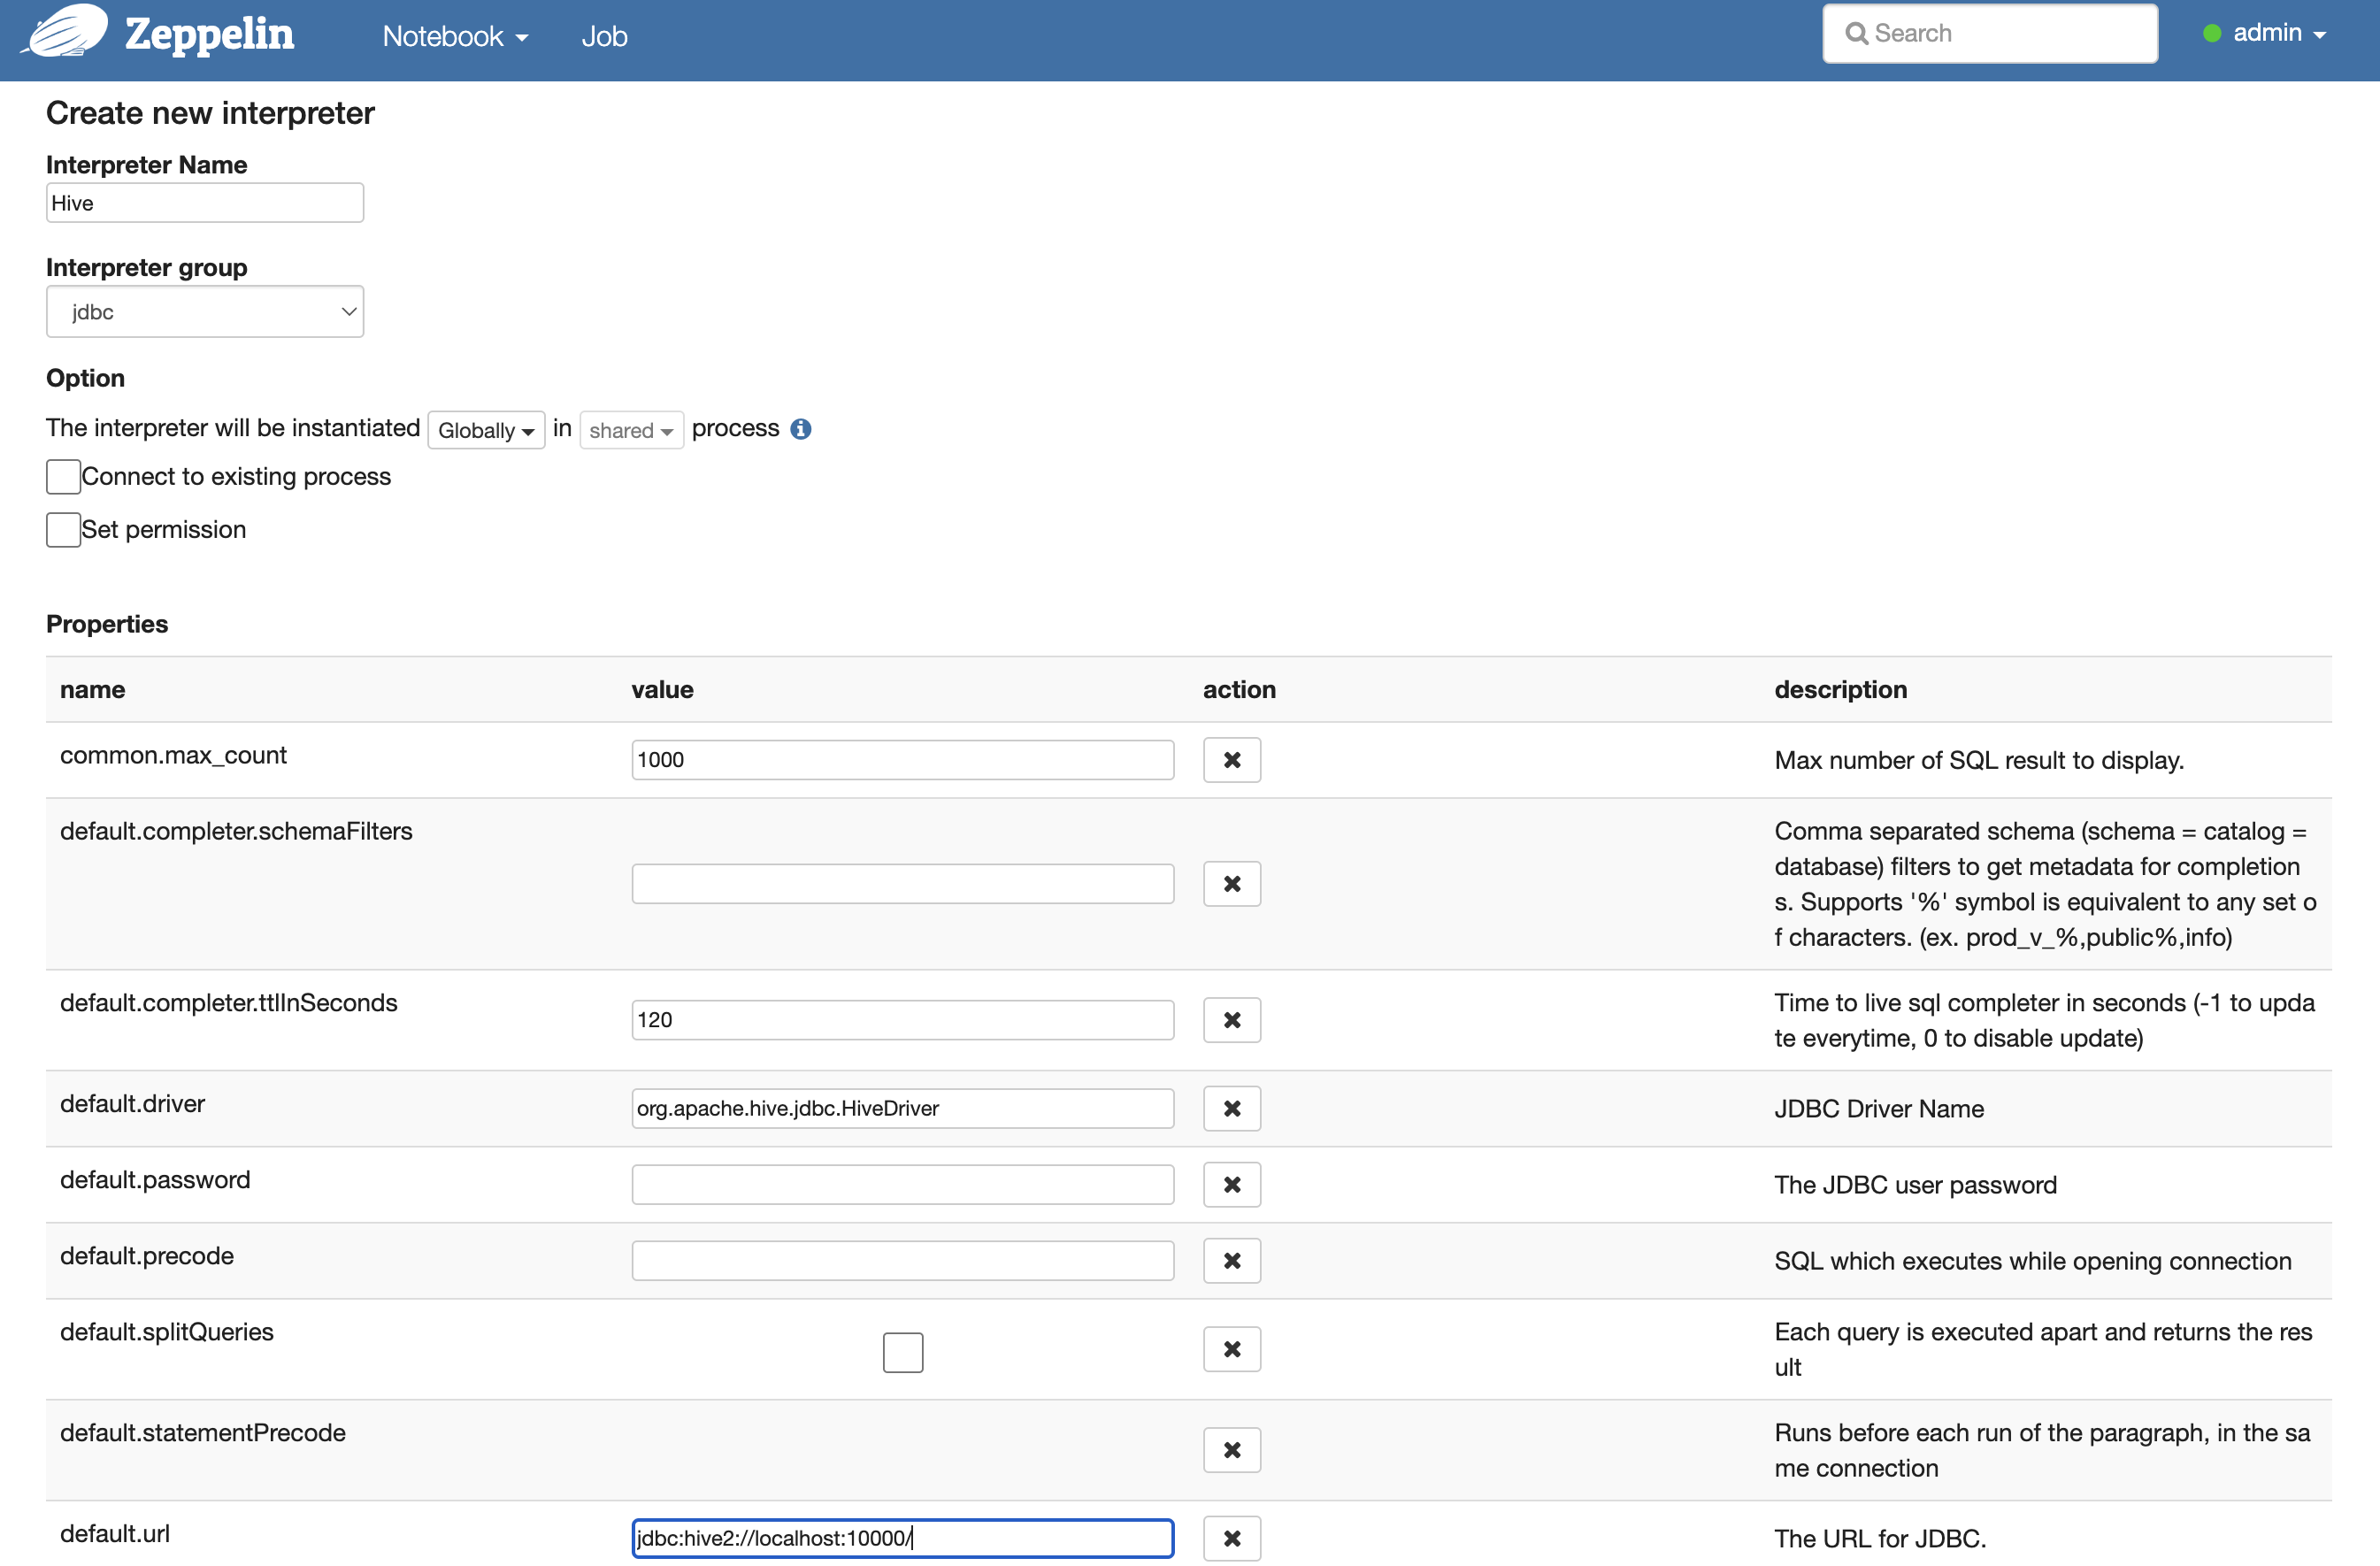 Zeppelin Notebook Job Search admin
Create new interpreter
Interpreter Name
Hive
Interpreter group
jdbc
Option
The interpreter will be instantiated Globally in shared process
Connect to existing process
Set permission
Properties
name value action description
common.max_count 1000 Max number of SQL result to display.
default.completer.schemaFilters Comma separated schema (schema = catalog =
database) filters to get metadata for completion
s. Supports '%' symbol is equivalent to any set o
f characters. (ex. prod_v_%,public%,info)
default.completer.ttlInSeconds 120 Time to live sql completer in seconds (-1 to upda
te everytime, 0 to disable update)
default.driver org.apache.hive.jdbc.HiveDriver JDBC Driver Name
default.password The JDBC user password
default.precode SQL which executes while opening connection
default.splitQueries Each query is executed apart and returns the res
ult
default.statementPrecode Runs before each run of the paragraph, in the sa
me connection
default.url jdbc:hive2://localhost:10000/ The URL for JDBC.